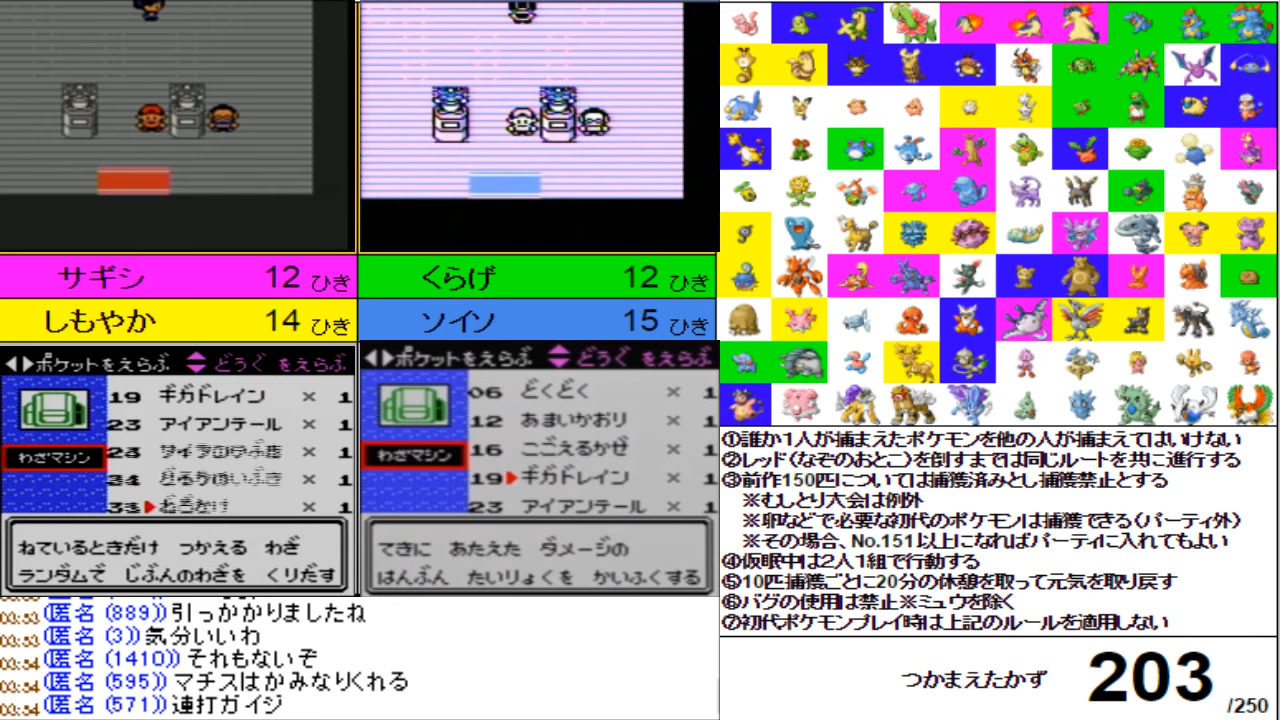 サギシ 12 ひき
くらげ 12 ひき
しもやか 14 ひき
ソイソ 15 ひき
ポケットをえらぶ どうぐ をえらぶ
19 ギガドレイン × 1
23 アイアンテール × 1
わざマシン
× 1
× 1
× 1
ねているときだけ つかえる わざ
ランダムで じぶんのわざを くりだす
ポケットをえらぶ どうぐ をえらぶ
06 どくどく × 1
12 あまいかおり × 1
わざマシン
16 こごえるかぜ × 1
19 ギガドレイン × 1
23 アイアンテール × 1
てきに あたえた ダメージの
はんぶん たいりょくを かいふくする
03:53 (匿名 (889)) 引っかかりましたね
03:53 (匿名 (3)) 気分いいわ
03:54 (匿名 (1410)) それもないぞ
03:54 (匿名 (595)) マチスはかみなりくれる
03:54 (匿名 (571)) 連打ガイジ
①誰か1人が捕まえたポケモンを他の人が捕まえてはいけない
②レッド(なぞのおとこ)を倒すまでは同じルートを共に進行する
③前作150匹については捕獲済みとし捕獲禁止とする
※むしとり大会は例外
※卵などで必要な初代のポケモンは捕獲できる(パーティ外)
※その場合、No.151以上になればパーティに入れてもよい
④仮眠中は2人1組で行動する
⑤10匹捕獲ごとに20分の休憩を取って元気を取り戻す
⑥バグの使用は禁止※ミュウを除く
⑦初代ポケモンプレイ時は上記のルールを適用しない
つかまえたかず 203 /250